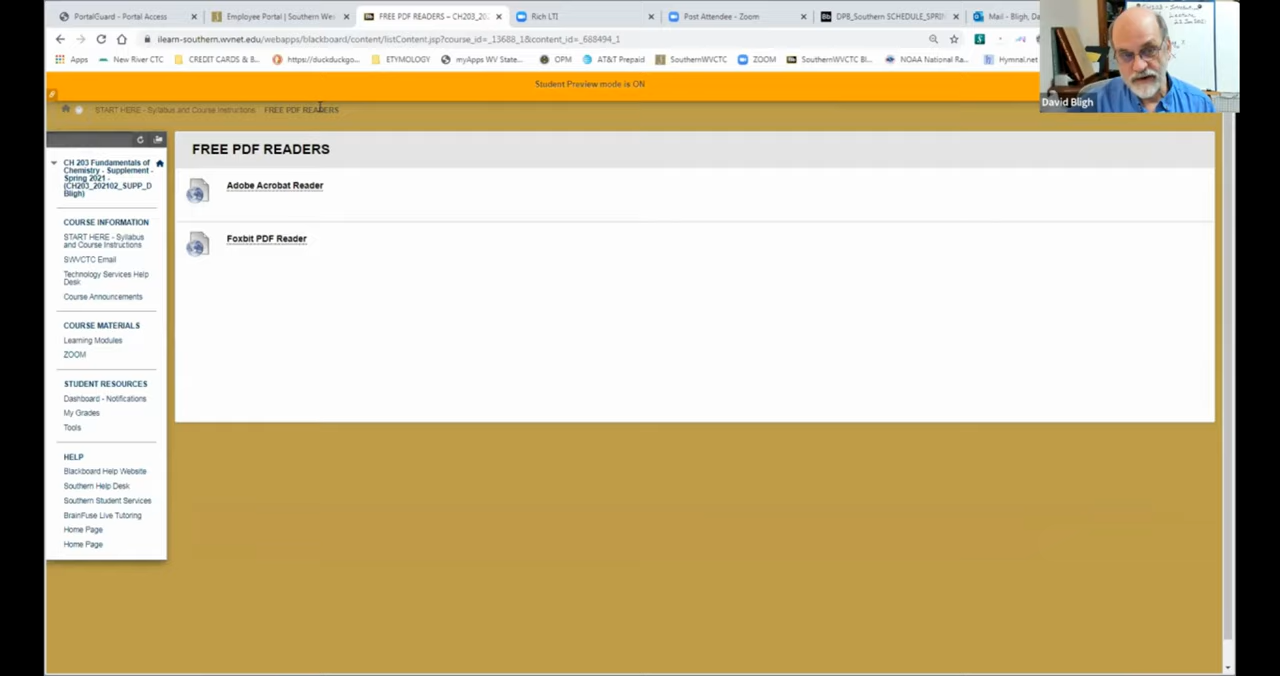 PortalGuard - Portal Access
Employee Portal | Southern Wes
FREE PDF READERS – CH203_20
Rich LTI
Post Attendee - Zoom
DPB_Southern SCHEDULE_SPRIN
Mail - Bligh, Da
ilearn-southern.wvnet.edu/webapps/blackboard/content/listContent.jsp?course_id=_13688_1&content_id=_688494_1
Apps
New River CTC
CREDIT CARDS & B...
https://duckduckgo...
ETYMOLOGY
myApps WV State...
OPM
AT&T Prepaid
SouthernWVCTC
ZOOM
SouthernWVCTC Bl...
NOAA National Ra...
Hymnal.net
David Bligh
Student Preview mode is ON
START HERE - Syllabus and Course Instructions
FREE PDF READERS
CH 203 Fundamentals of
Chemistry - Supplement -
Spring 2021 -
(CH203_202102_SUPP_D
Bligh)
COURSE INFORMATION
START HERE - Syllabus
and Course Instructions
SWVCTC Email
Technology Services Help
Desk
Course Announcements
COURSE MATERIALS
Learning Modules
ZOOM
STUDENT RESOURCES
Dashboard - Notifications
My Grades
Tools
HELP
Blackboard Help Website
Southern Help Desk
Southern Student Services
BrainFuse Live Tutoring
Home Page
Home Page
FREE PDF READERS
Adobe Acrobat Reader
Foxbit PDF Reader